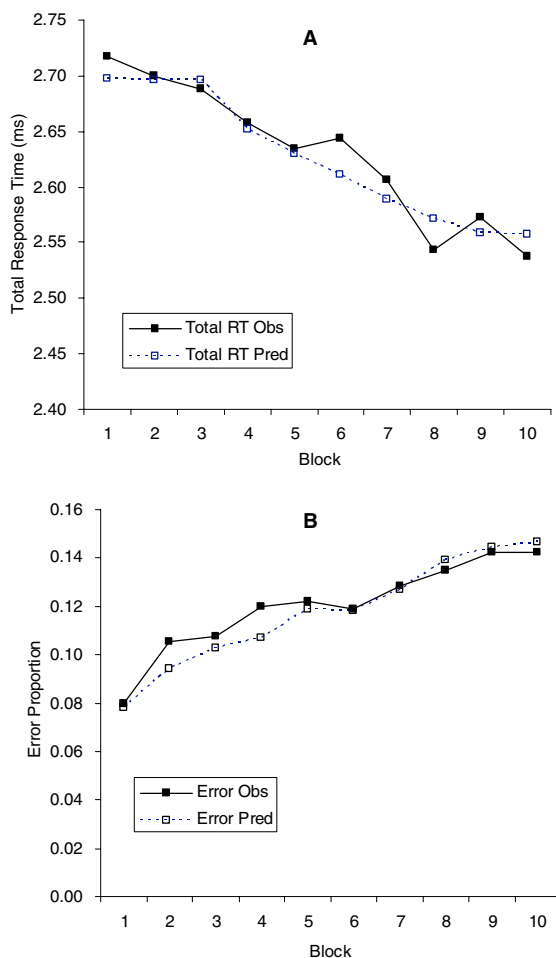 A
2.75
2.70
2.65
2.60
2.55
2.50
2.45
2.40
Total Response Time (ms)
Total RT Obs
Total RT Pred
1 2 3 4 5 6 7 8 9 10
Block
B
0.16
0.14
0.12
0.10
0.08
0.06
0.04
0.02
0.00
Error Proportion
Error Obs
Error Pred
1 2 3 4 5 6 7 8 9 10
Block